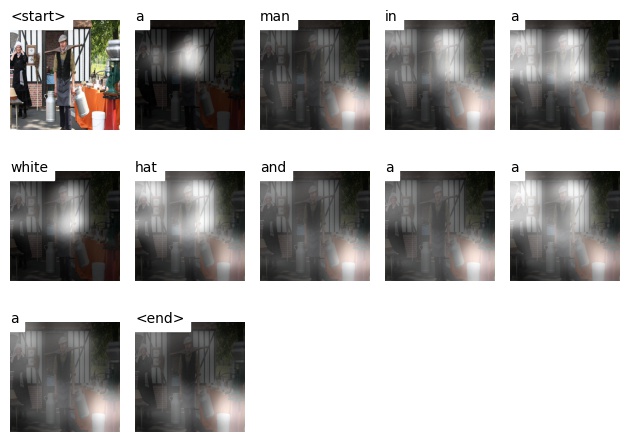 <start> a man in a
white hat and a a
a <end>